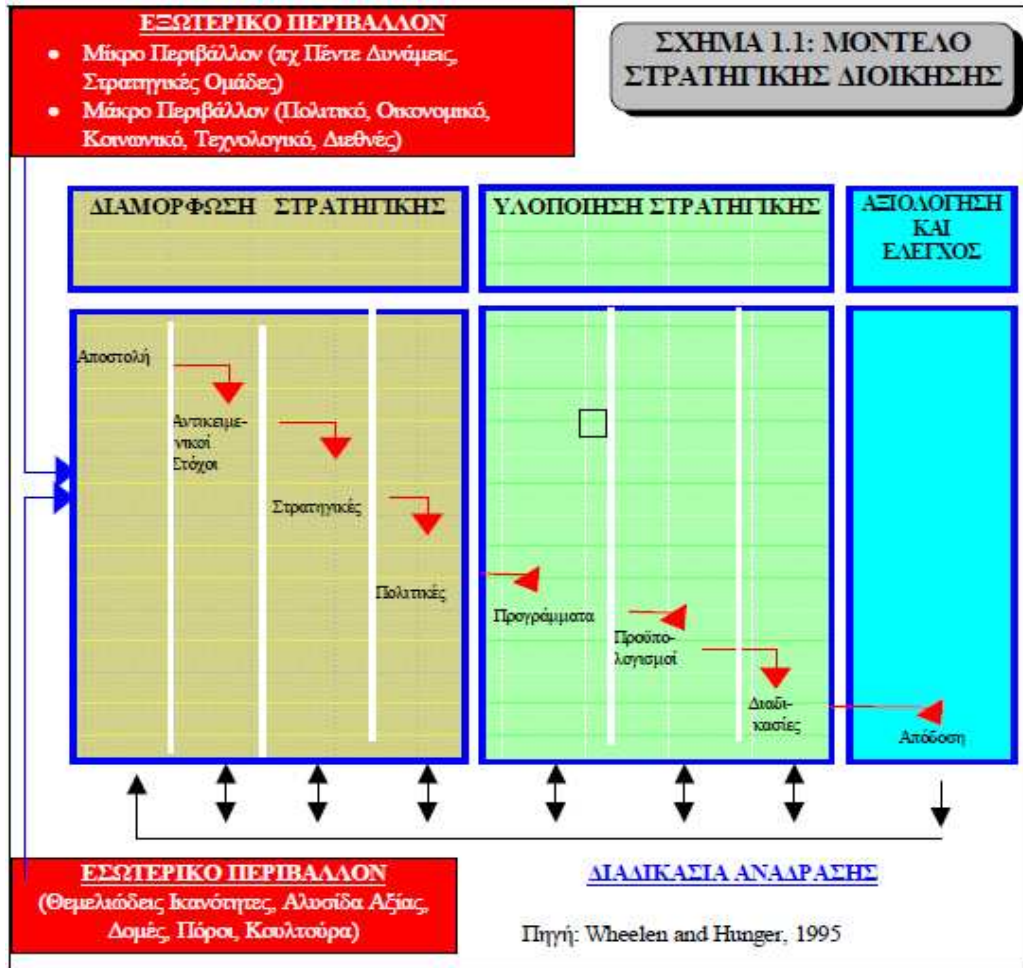 ΕΞΩΤΕΡΙΚΟ ΠΕΡΙΒΑΛΛΟΝ
• Μίκρο Περιβάλλον (πχ Πέντε Δυνάμεις,
Στρατηγικές Ομάδες)
• Μάκρο Περιβάλλον (Πολιτικό, Οικονομικό,
Κοινωνικό, Τεχνολογικό, Διεθνές)
ΣΧΗΜΑ 1.1: ΜΟΝΤΕΛΟ
ΣΤΡΑΤΗΓΙΚΗΣ ΔΙΟΙΚΗΣΗΣ
ΔΙΑΜΟΡΦΩΣΗ ΣΤΡΑΤΗΓΙΚΗΣ
ΥΛΟΠΟΙΗΣΗ ΣΤΡΑΤΗΓΙΚΗΣ
ΑΞΙΟΛΟΓΗΣΗ
ΚΑΙ
ΕΛΕΓΧΟΣ
Αποστολή
Αντικειμε-
νικοί
Στόχοι
Στρατηγικές
Πολιτικές
Προγράμματα
Προϋπο-
λογισμοί
Διαδι-
κασίες
Απόδοση
ΕΣΩΤΕΡΙΚΟ ΠΕΡΙΒΑΛΛΟΝ
(Θεμελιώδεις Ικανότητες, Αλυσίδα Αξίας,
Δομές, Πόροι, Κουλτούρα)
ΔΙΑΔΙΚΑΣΙΑ ΑΝΑΔΡΑΣΗΣ
Πηγή: Wheelen and Hunger, 1995